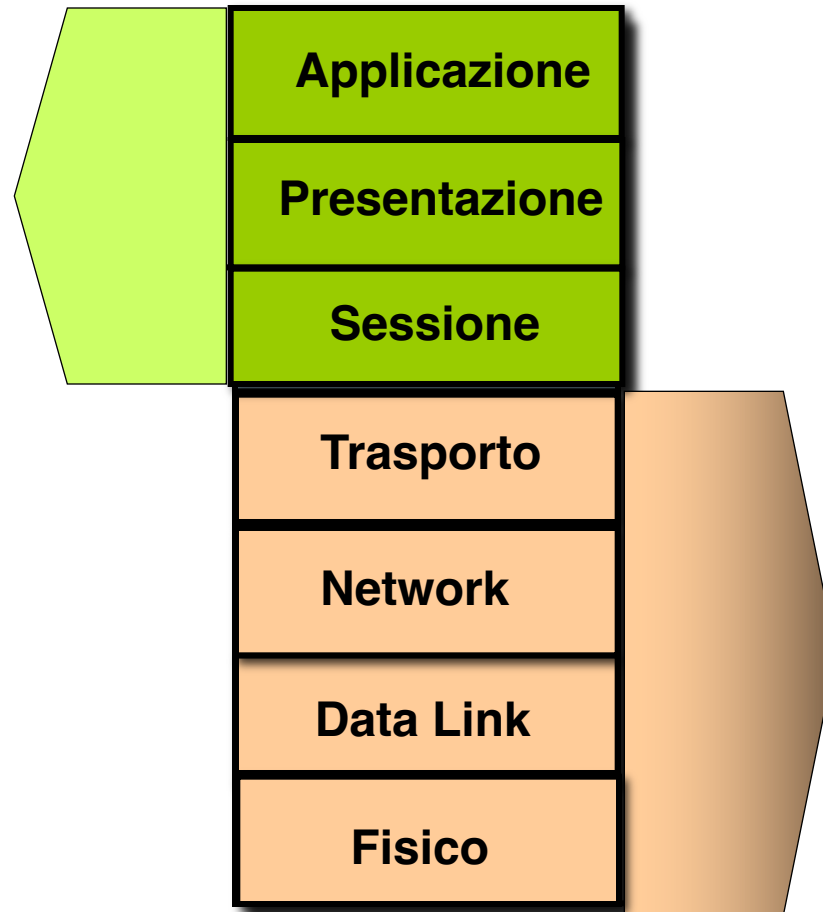 Applicazione
Presentazione
Sessione
Trasporto
Network
Data Link
Fisico